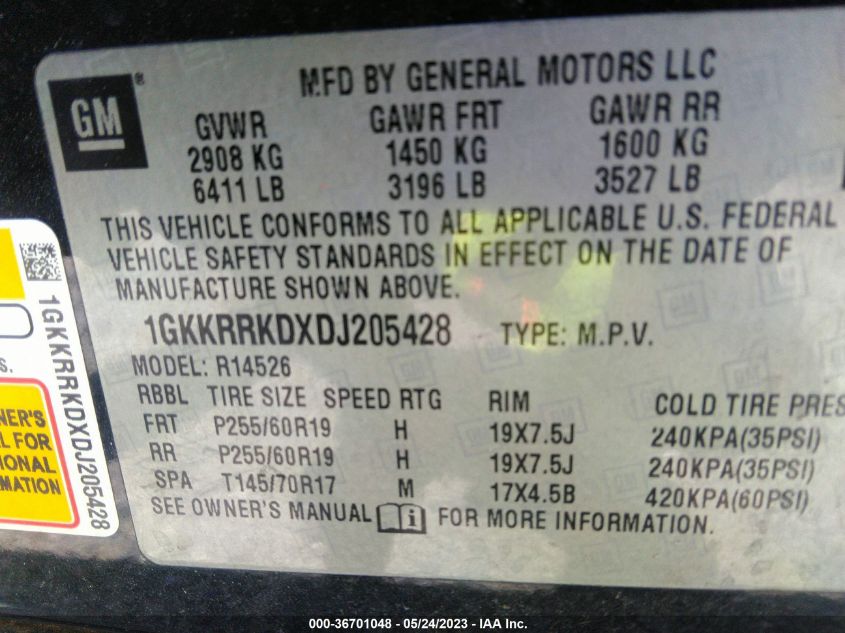 MFD BY GENERAL MOTORS LLC
GM ®
GVWR GAWR FRT GAWR RR
2908 KG 1450 KG 1600 KG
6411 LB 3196 LB 3527 LB
THIS VEHICLE CONFORMS TO ALL APPLICABLE U.S. FEDERAL
VEHICLE SAFETY STANDARDS IN EFFECT ON THE DATE OF
MANUFACTURE SHOWN ABOVE.
1GKKRRKDXDJ205428 TYPE: M.P.V.
MODEL: R14526
RBBL TIRE SIZE SPEED RTG RIM COLD TIRE PRES
FRT P255/60R19 H 19X7.5J 240KPA(35PSI)
RR P255/60R19 H 19X7.5J 240KPA(35PSI)
SPA T145/70R17 M 17X4.5B 420KPA(60PSI)
SEE OWNER'S MANUAL i FOR MORE INFORMATION.
1GKKRRKDXDJ205428
S.
NER'S
L FOR
IONAL
MATION
000-36701048 - 05/24/2023 - IAA Inc.